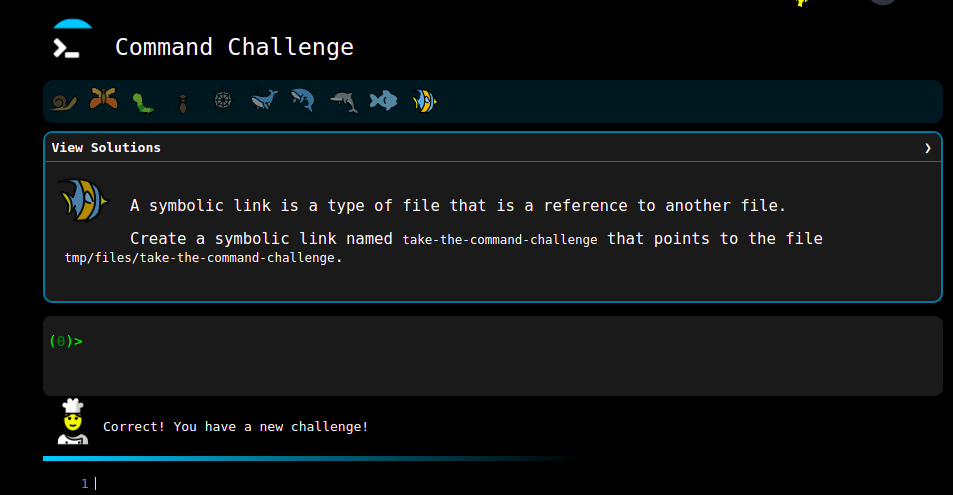 Command Challenge
View Solutions ❯
A symbolic link is a type of file that is a reference to another file.
Create a symbolic link named take-the-command-challenge that points to the file
tmp/files/take-the-command-challenge.
(0)>
Correct! You have a new challenge!
1